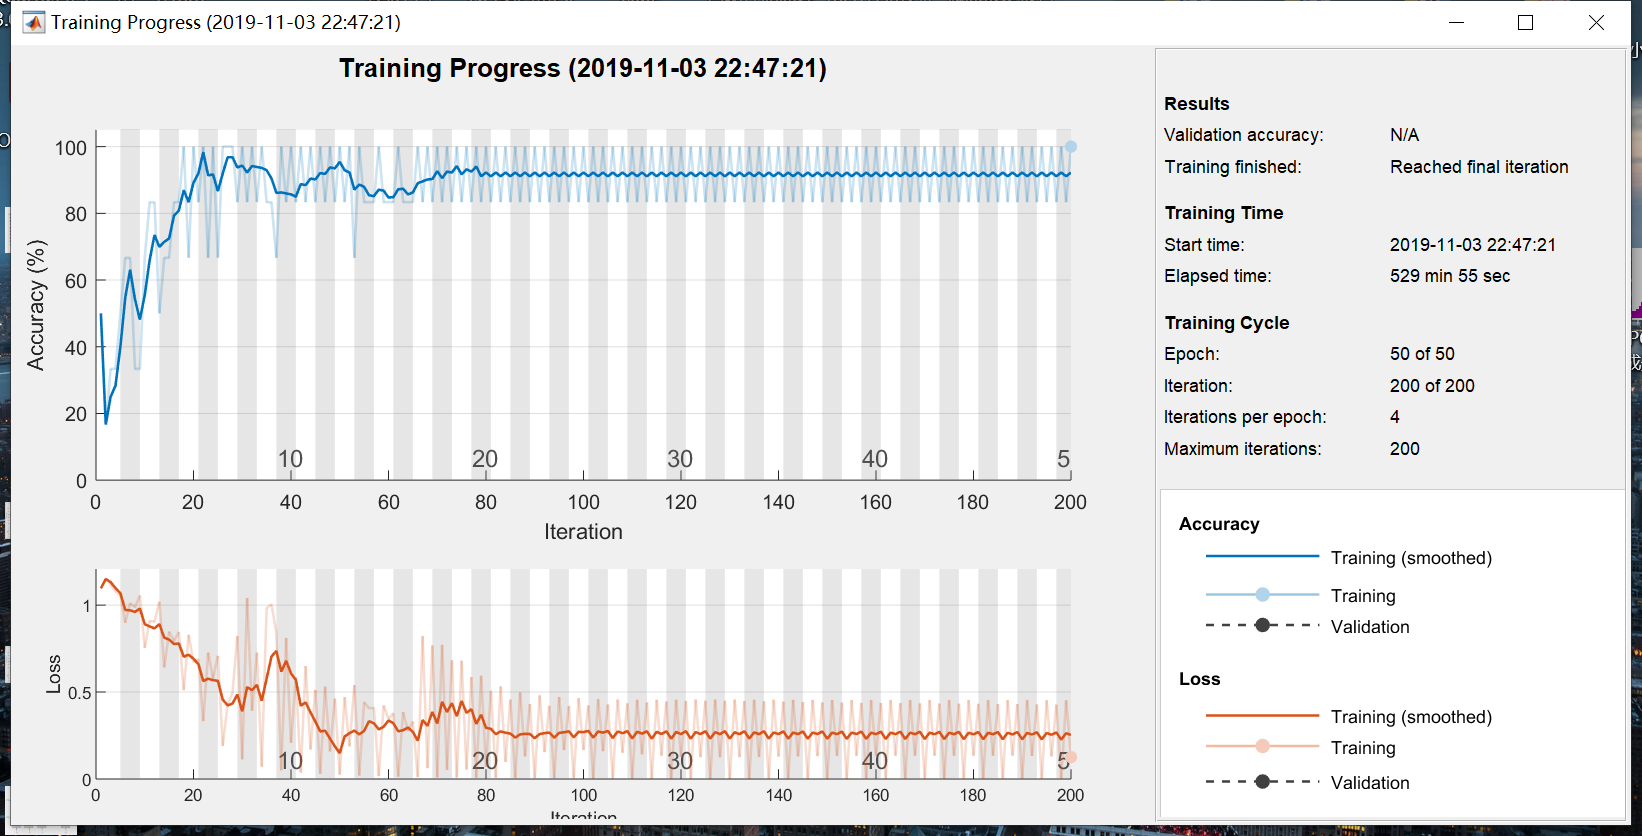 Training Progress (2019-11-03 22:47:21)
Training Progress (2019-11-03 22:47:21)
100
80
60
40
20
0
Accuracy (%)
10
20
30
40
5
0
20
40
60
80
100
120
140
160
180
200
Iteration
1
0.5
0
Loss
10
20
30
40
5
0
20
40
60
80
100
120
140
160
180
200
Iteration
Results
Validation accuracy: N/A
Training finished: Reached final iteration
Training Time
Start time: 2019-11-03 22:47:21
Elapsed time: 529 min 55 sec
Training Cycle
Epoch: 50 of 50
Iteration: 200 of 200
Iterations per epoch: 4
Maximum iterations: 200
Accuracy
Training (smoothed)
Training
Validation
Loss
Training (smoothed)
Training
Validation